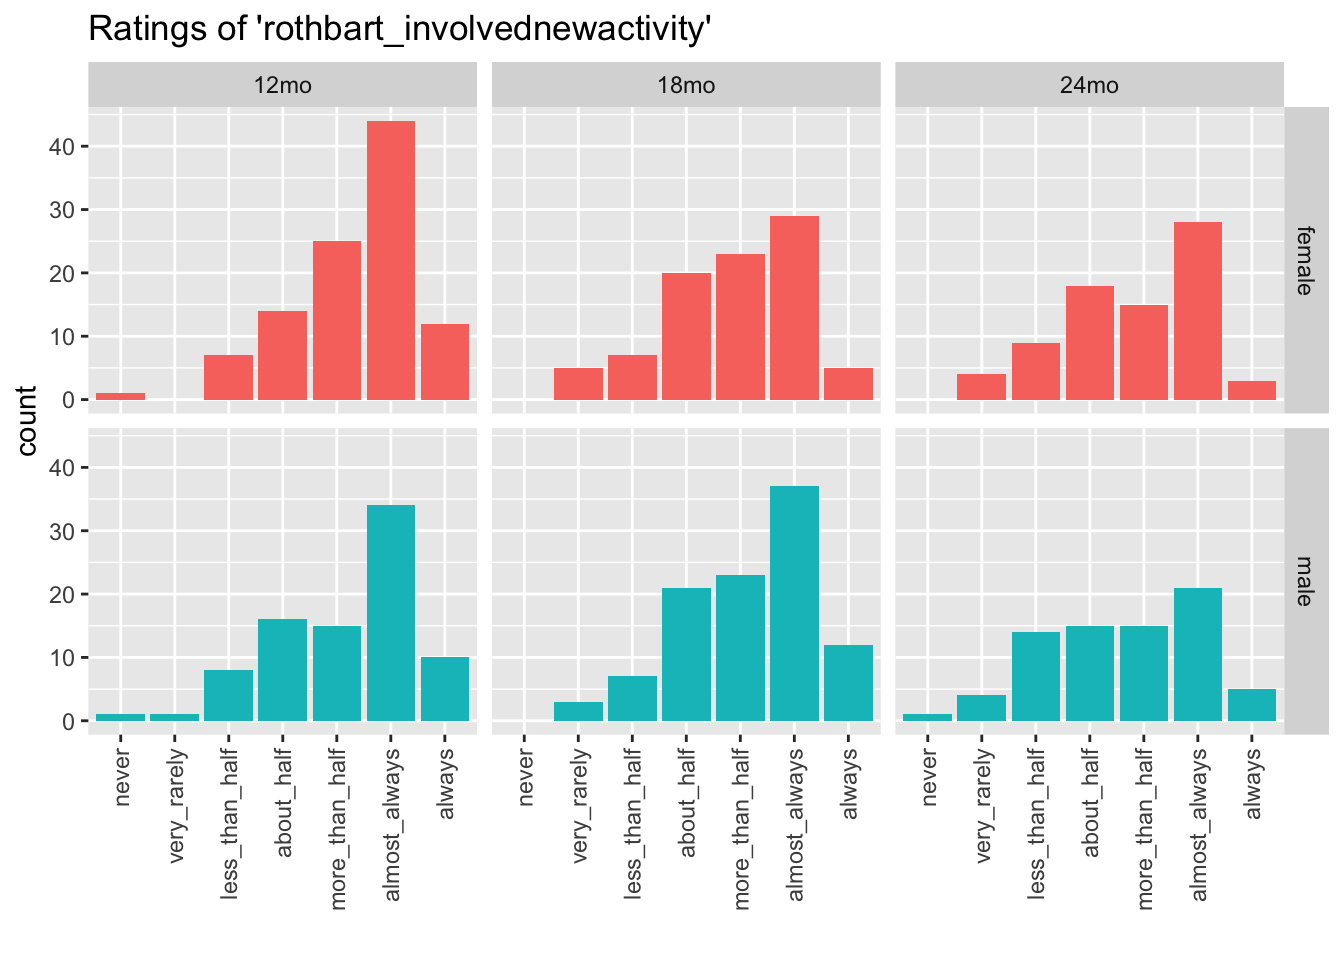 Ratings of 'rothbart_involvednewactivity'
12mo
18mo
24mo
count
40
30
20
10
0
female
40
30
20
10
0
male
never
very_rarely
less_than_half
about_half
more_than_half
almost_always
always
never
very_rarely
less_than_half
about_half
more_than_half
almost_always
always
never
very_rarely
less_than_half
about_half
more_than_half
almost_always
always